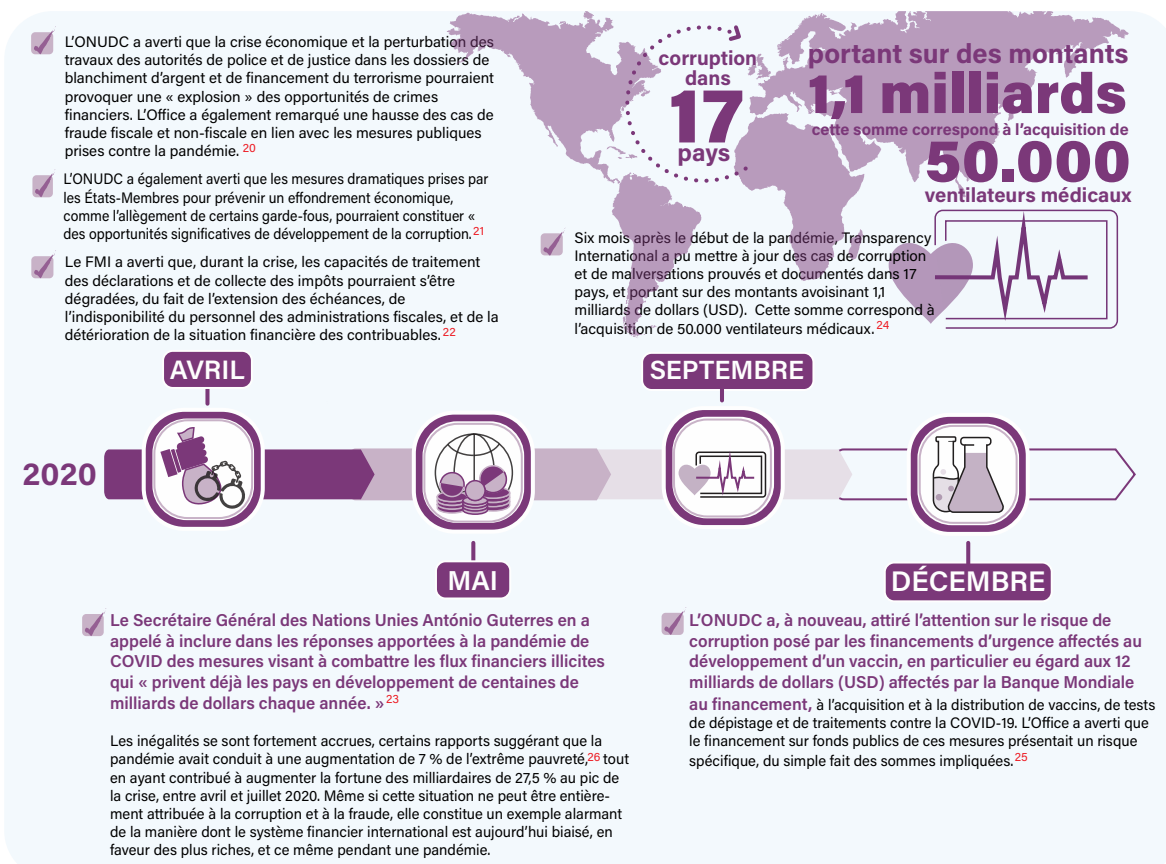 L'ONUDC a averti que la crise économique et la perturbation des
travaux des autorités de police et de justice dans les dossiers de
blanchiment d'argent et de financement du terrorisme pourraient
provoquer une « explosion » des opportunités de crimes
financiers. L'Office a également remarqué une hausse des cas de
fraude fiscale et non-fiscale en lien avec les mesures publiques
prises contre la pandémie. 20
L'ONUDC a également averti que les mesures dramatiques prises par
les États-Membres pour prévenir un effondrement économique,
comme l'allègement de certains garde-fous, pourraient constituer «
des opportunités significatives de développement de la corruption. 21
Le FMI a averti que, durant la crise, les capacités de traitement
des déclarations et de collecte des impôts pourraient s'être
dégradées, du fait de l'extension des échéances, de
l'indisponibilité du personnel des administrations fiscales, et de la
détérioration de la situation financière des contribuables. 22
corruption
dans
17
pays
portant sur des montants
1,1 milliards
cette somme correspond à l'acquisition de
50.000
ventilateurs médicaux
Six mois après le début de la pandémie, Transparency
International a pu mettre à jour des cas de corruption
et de malversations prouvés et documentés dans 17
pays, et portant sur des montants avoisinant 1,1
milliards de dollars (USD). Cette somme correspond à
l'acquisition de 50.000 ventilateurs médicaux. 24
AVRIL
SEPTEMBRE
2020
MAI
DÉCEMBRE
Le Secrétaire Général des Nations Unies António Guterres en a
appelé à inclure dans les réponses apportées à la pandémie de
COVID des mesures visant à combattre les flux financiers illicites
qui « privent déjà les pays en développement de centaines de
milliards de dollars chaque année. » 23
Les inégalités se sont fortement accrues, certains rapports suggérant que la
pandémie avait conduit à une augmentation de 7 % de l'extrême pauvreté,26 tout
en ayant contribué à augmenter la fortune des milliardaires de 27,5 % au pic de
la crise, entre avril et juillet 2020. Même si cette situation ne peut être entière-
ment attribuée à la corruption et à la fraude, elle constitue un exemple alarmant
de la manière dont le système financier international est aujourd'hui biaisé, en
faveur des plus riches, et ce même pendant une pandémie.
L'ONUDC a, à nouveau, attiré l'attention sur le risque de
corruption posé par les financements d'urgence affectés au
développement d'un vaccin, en particulier eu égard aux 12
milliards de dollars (USD) affectés par la Banque Mondiale
au financement, à l'acquisition et à la distribution de vaccins, de tests
de dépistage et de traitements contre la COVID-19. L'Office a averti que
le financement sur fonds publics de ces mesures présentait un risque
spécifique, du simple fait des sommes impliquées. 25